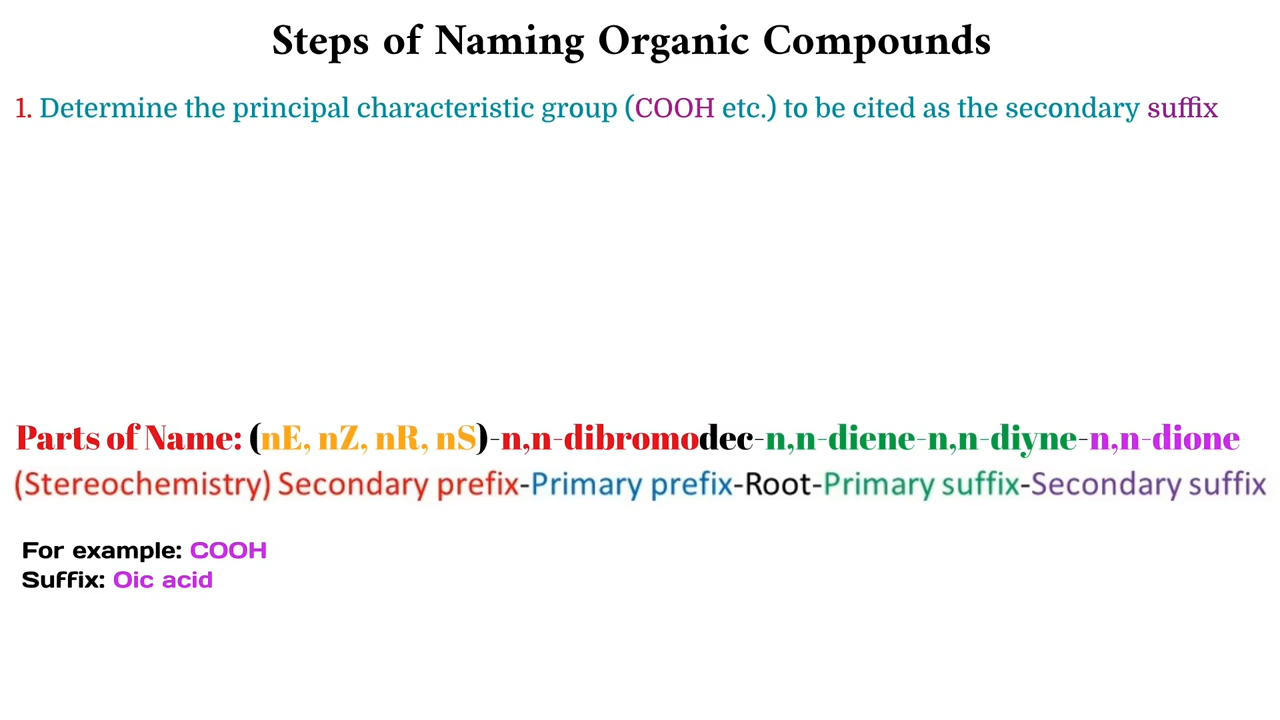 Steps of Naming Organic Compounds
1. Determine the principal characteristic group (COOH etc.) to be cited as the secondary suffix
Parts of Name: (nE, nZ, nR, nS)-n,n-dibromodec-n,n-diene-n,n-diyne-n,n-dione
(Stereochemistry) Secondary prefix-Primary prefix-Root-Primary suffix-Secondary suffix
For example: COOH
Suffix: Oic acid